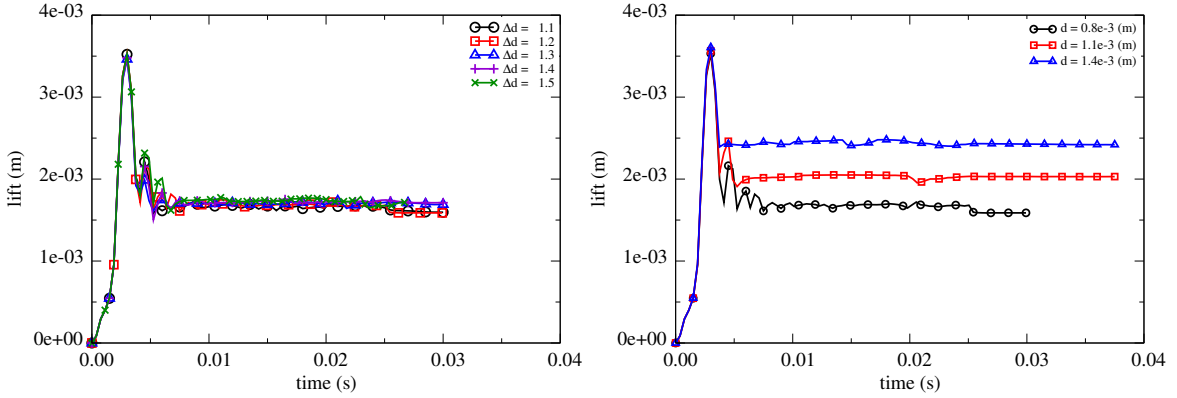 4e-03
3e-03
2e-03
1e-03
0e+00
lift (m)
0.00
0.01
0.02
0.03
0.04
time (s)
Δd = 1.1
Δd = 1.2
Δd = 1.3
Δd = 1.4
Δd = 1.5
4e-03
3e-03
2e-03
1e-03
0e+00
lift (m)
0.00
0.01
0.02
0.03
0.04
time (s)
d = 0.8e-3 (m)
d = 1.1e-3 (m)
d = 1.4e-3 (m)